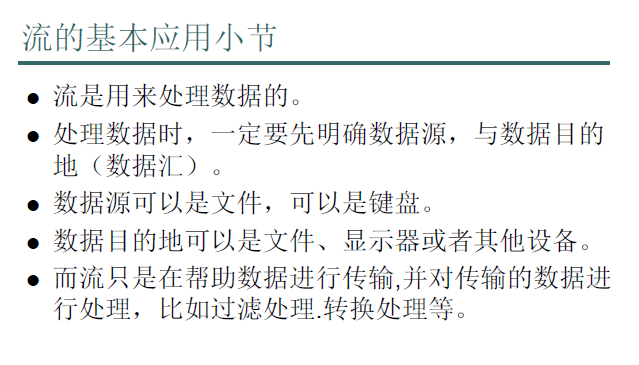 流的基本应用小节
● 流是用来处理数据的。
● 处理数据时，一定要先明确数据源，与数据目的
地（数据汇）。
● 数据源可以是文件，可以是键盘。
● 数据目的地可以是文件、显示器或者其他设备。
● 而流只是在帮助数据进行传输,并对传输的数据进
行处理，比如过滤处理.转换处理等。